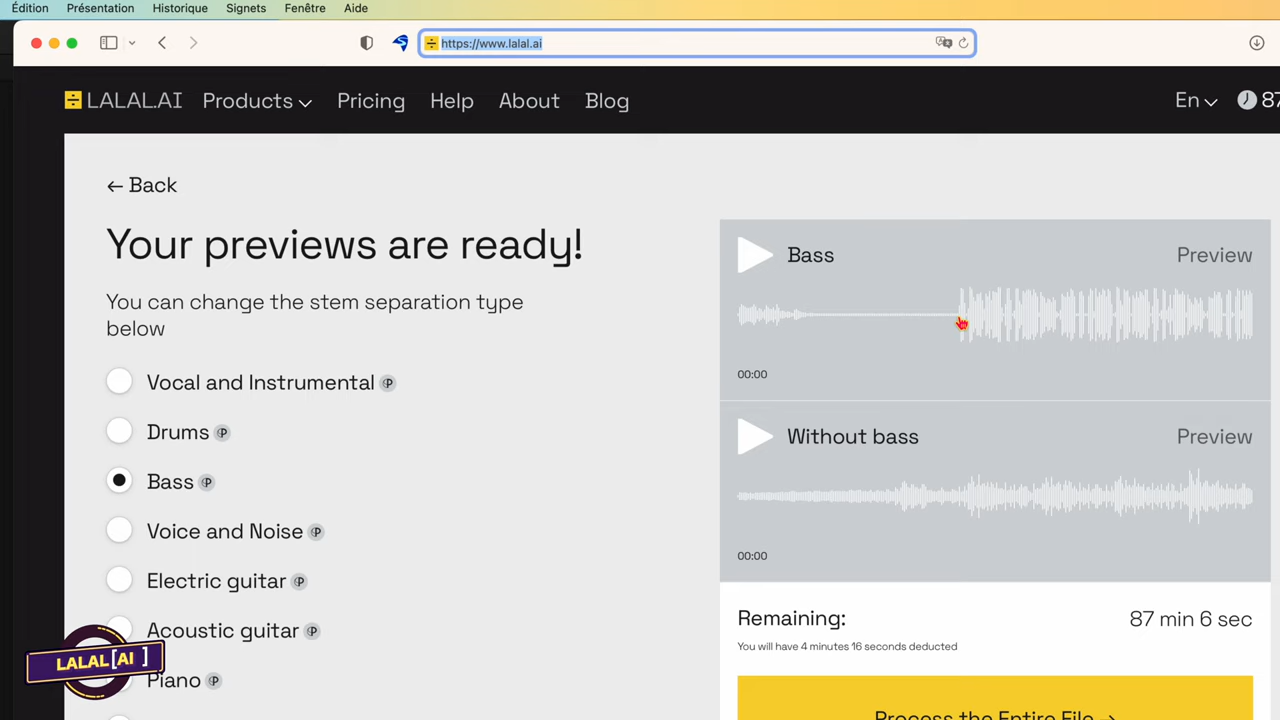 Édition Présentation Historique Signets Fenêtre Aide
https://www.lalal.ai
LALAL.AI Products Pricing Help About Blog En 87
← Back
Your previews are ready!
You can change the stem separation type
below
Vocal and Instrumental
Drums
Bass
Voice and Noise
Electric guitar
Acoustic guitar
Piano
Bass Preview
00:00
Without bass Preview
00:00
Remaining: 87 min 6 sec
You will have 4 minutes 16 seconds deducted
Process the Entire File →
LALAL[AI ]